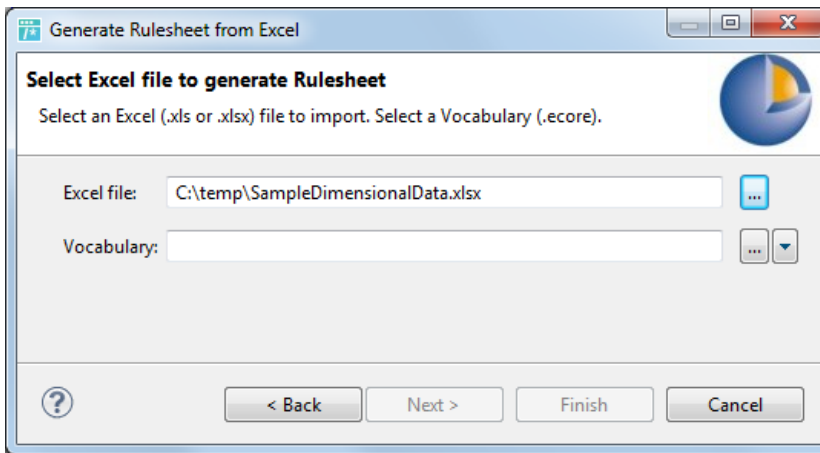 Generate Rulesheet from Excel
Select Excel file to generate Rulesheet
Select an Excel (.xls or .xlsx) file to import. Select a Vocabulary (.ecore).
Excel file: C:\temp\SampleDimensionalData.xlsx ...
Vocabulary: ...
? < Back Next > Finish Cancel